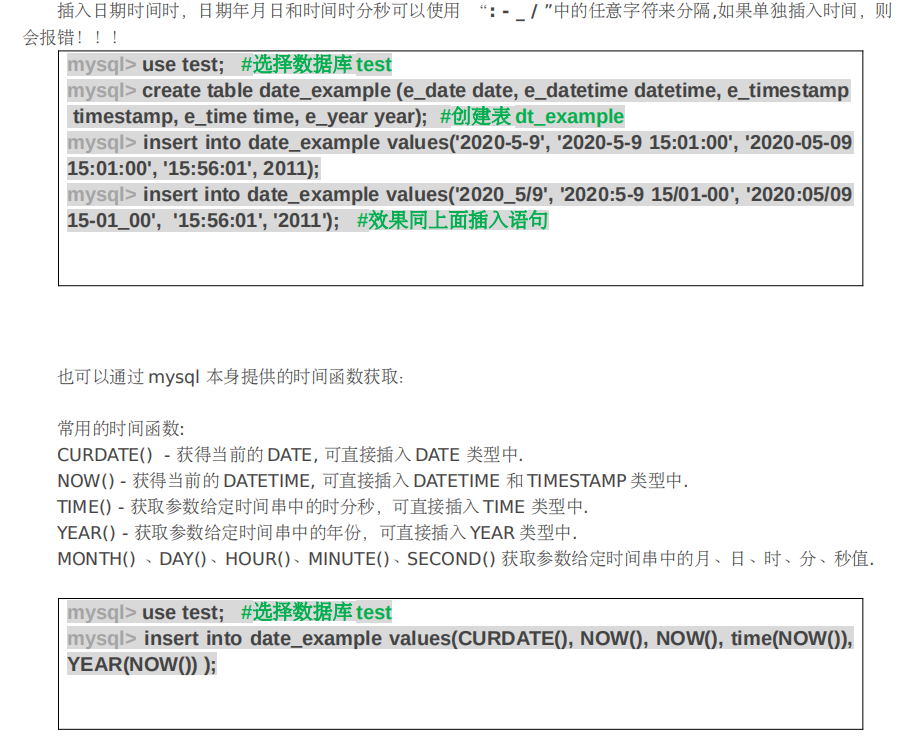 插入日期时间时，日期年月日和时间时分秒可以使用 “: - _ / ”中的任意字符来分隔,如果单独插入时间，则
会报错！！！
mysql> use test; #选择数据库 test
mysql> create table date_example (e_date date, e_datetime datetime, e_timestamp
timestamp, e_time time, e_year year); #创建表 dt_example
mysql> insert into date_example values('2020-5-9', '2020-5-9 15:01:00', '2020-05-09
15:01:00', '15:56:01', 2011);
mysql> insert into date_example values('2020_5/9', '2020:5-9 15/01-00', '2020:05/09
15-01_00', '15:56:01', '2011'); #效果同上面插入语句
也可以通过 mysql 本身提供的时间函数获取：
常用的时间函数:
CURDATE() - 获得当前的 DATE, 可直接插入 DATE 类型中.
NOW() - 获得当前的 DATETIME, 可直接插入 DATETIME 和 TIMESTAMP 类型中.
TIME() - 获取参数给定时间串中的时分秒，可直接插入 TIME 类型中.
YEAR() - 获取参数给定时间串中的年份，可直接插入 YEAR 类型中.
MONTH() 、DAY()、HOUR()、MINUTE()、SECOND() 获取参数给定时间串中的月、日、时、分、秒值.
mysql> use test; #选择数据库 test
mysql> insert into date_example values(CURDATE(), NOW(), NOW(), time(NOW()),
YEAR(NOW()) );